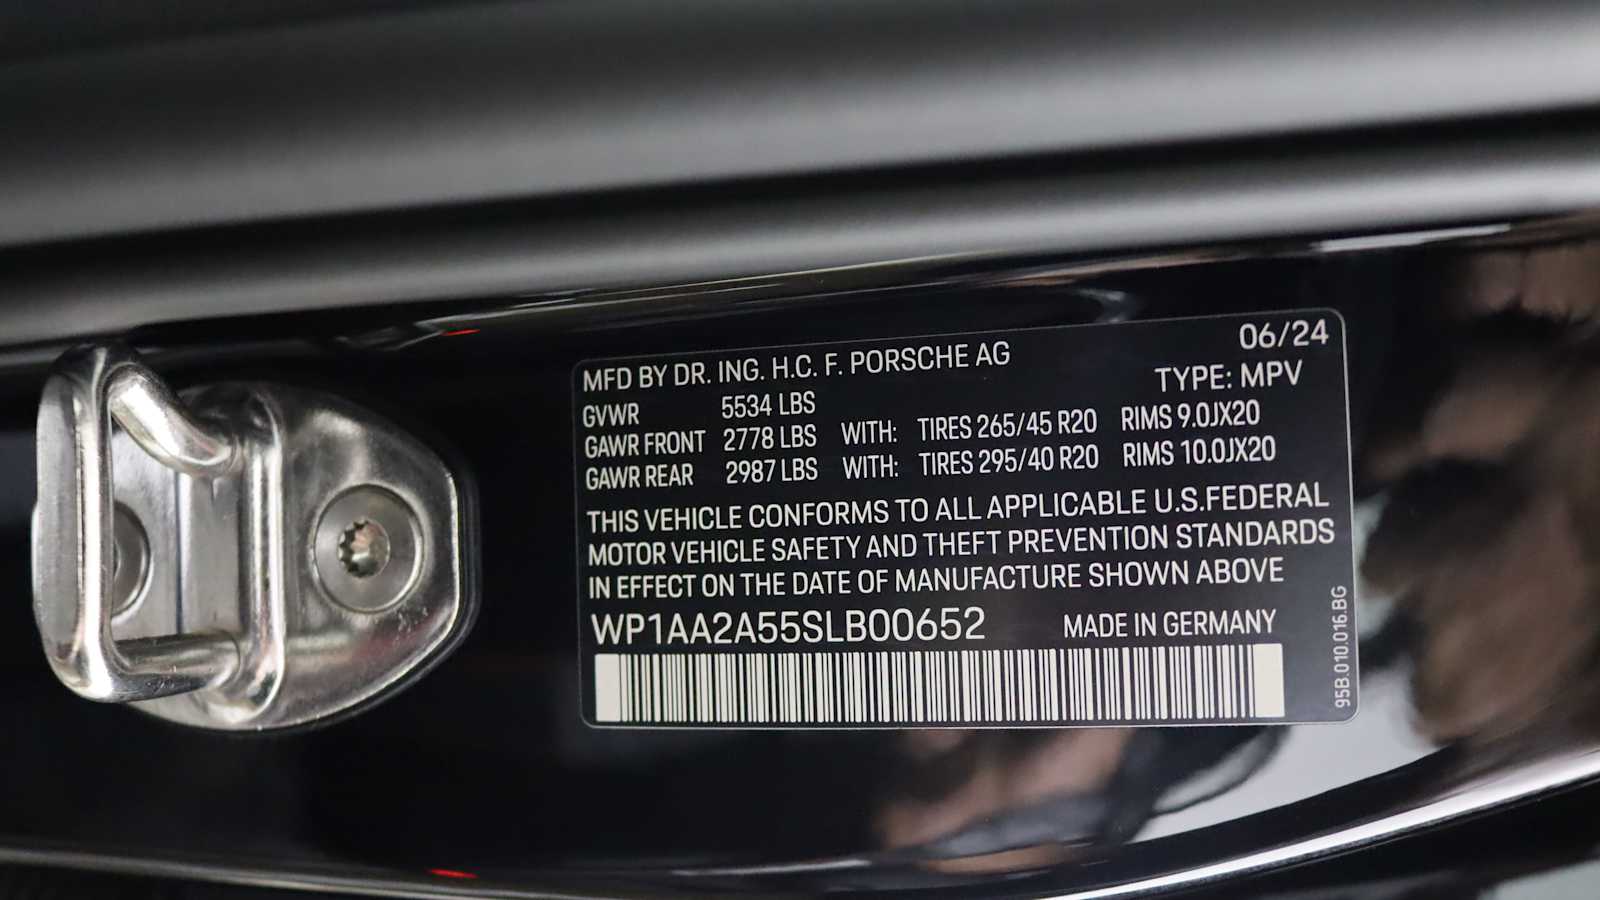 06/24
MFD BY DR. ING. H.C. F. PORSCHE AG
TYPE: MPV
GVWR 5534 LBS
GAWR FRONT 2778 LBS WITH: TIRES 265/45 R20 RIMS 9.0JX20
GAWR REAR 2987 LBS WITH: TIRES 295/40 R20 RIMS 10.0JX20
THIS VEHICLE CONFORMS TO ALL APPLICABLE U.S.FEDERAL
MOTOR VEHICLE SAFETY AND THEFT PREVENTION STANDARDS
IN EFFECT ON THE DATE OF MANUFACTURE SHOWN ABOVE
WP1AA2A55SLB00652 MADE IN GERMANY
95B.010.016.BG